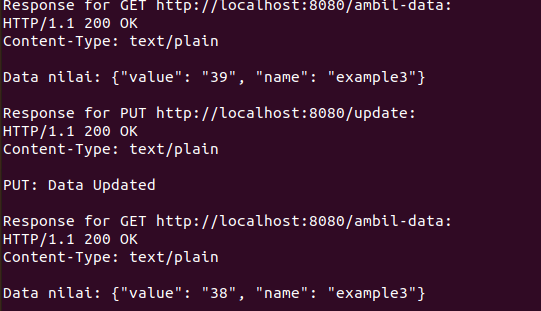 Response for GET http://localhost:8080/ambil-data:
HTTP/1.1 200 OK
Content-Type: text/plain
Data nilai: {"value": "39", "name": "example3"}
Response for PUT http://localhost:8080/update:
HTTP/1.1 200 OK
Content-Type: text/plain
PUT: Data Updated
Response for GET http://localhost:8080/ambil-data:
HTTP/1.1 200 OK
Content-Type: text/plain
Data nilai: {"value": "38", "name": "example3"}